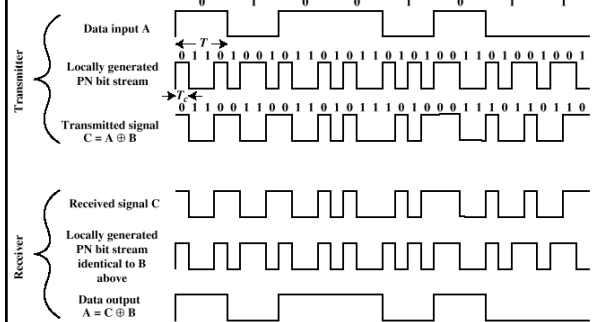 0 1 0 0 1 0 1 1
Data input A
T
0 1 1 0 1 0 0 1 0 1 1 0 1 0 1 1 0 1 0 1 0 0 1 1 0 1 0 0 1 0 0 1
Locally generated
PN bit stream
Tc
0 1 1 0 0 1 1 0 0 1 1 0 1 0 1 1 1 0 1 0 0 0 1 1 1 0 1 1 0 1 1 0
Transmitted signal
C = A ⊕ B
Transmitter
Received signal C
Locally generated
PN bit stream
identical to B
above
Data output
A = C ⊕ B
Receiver